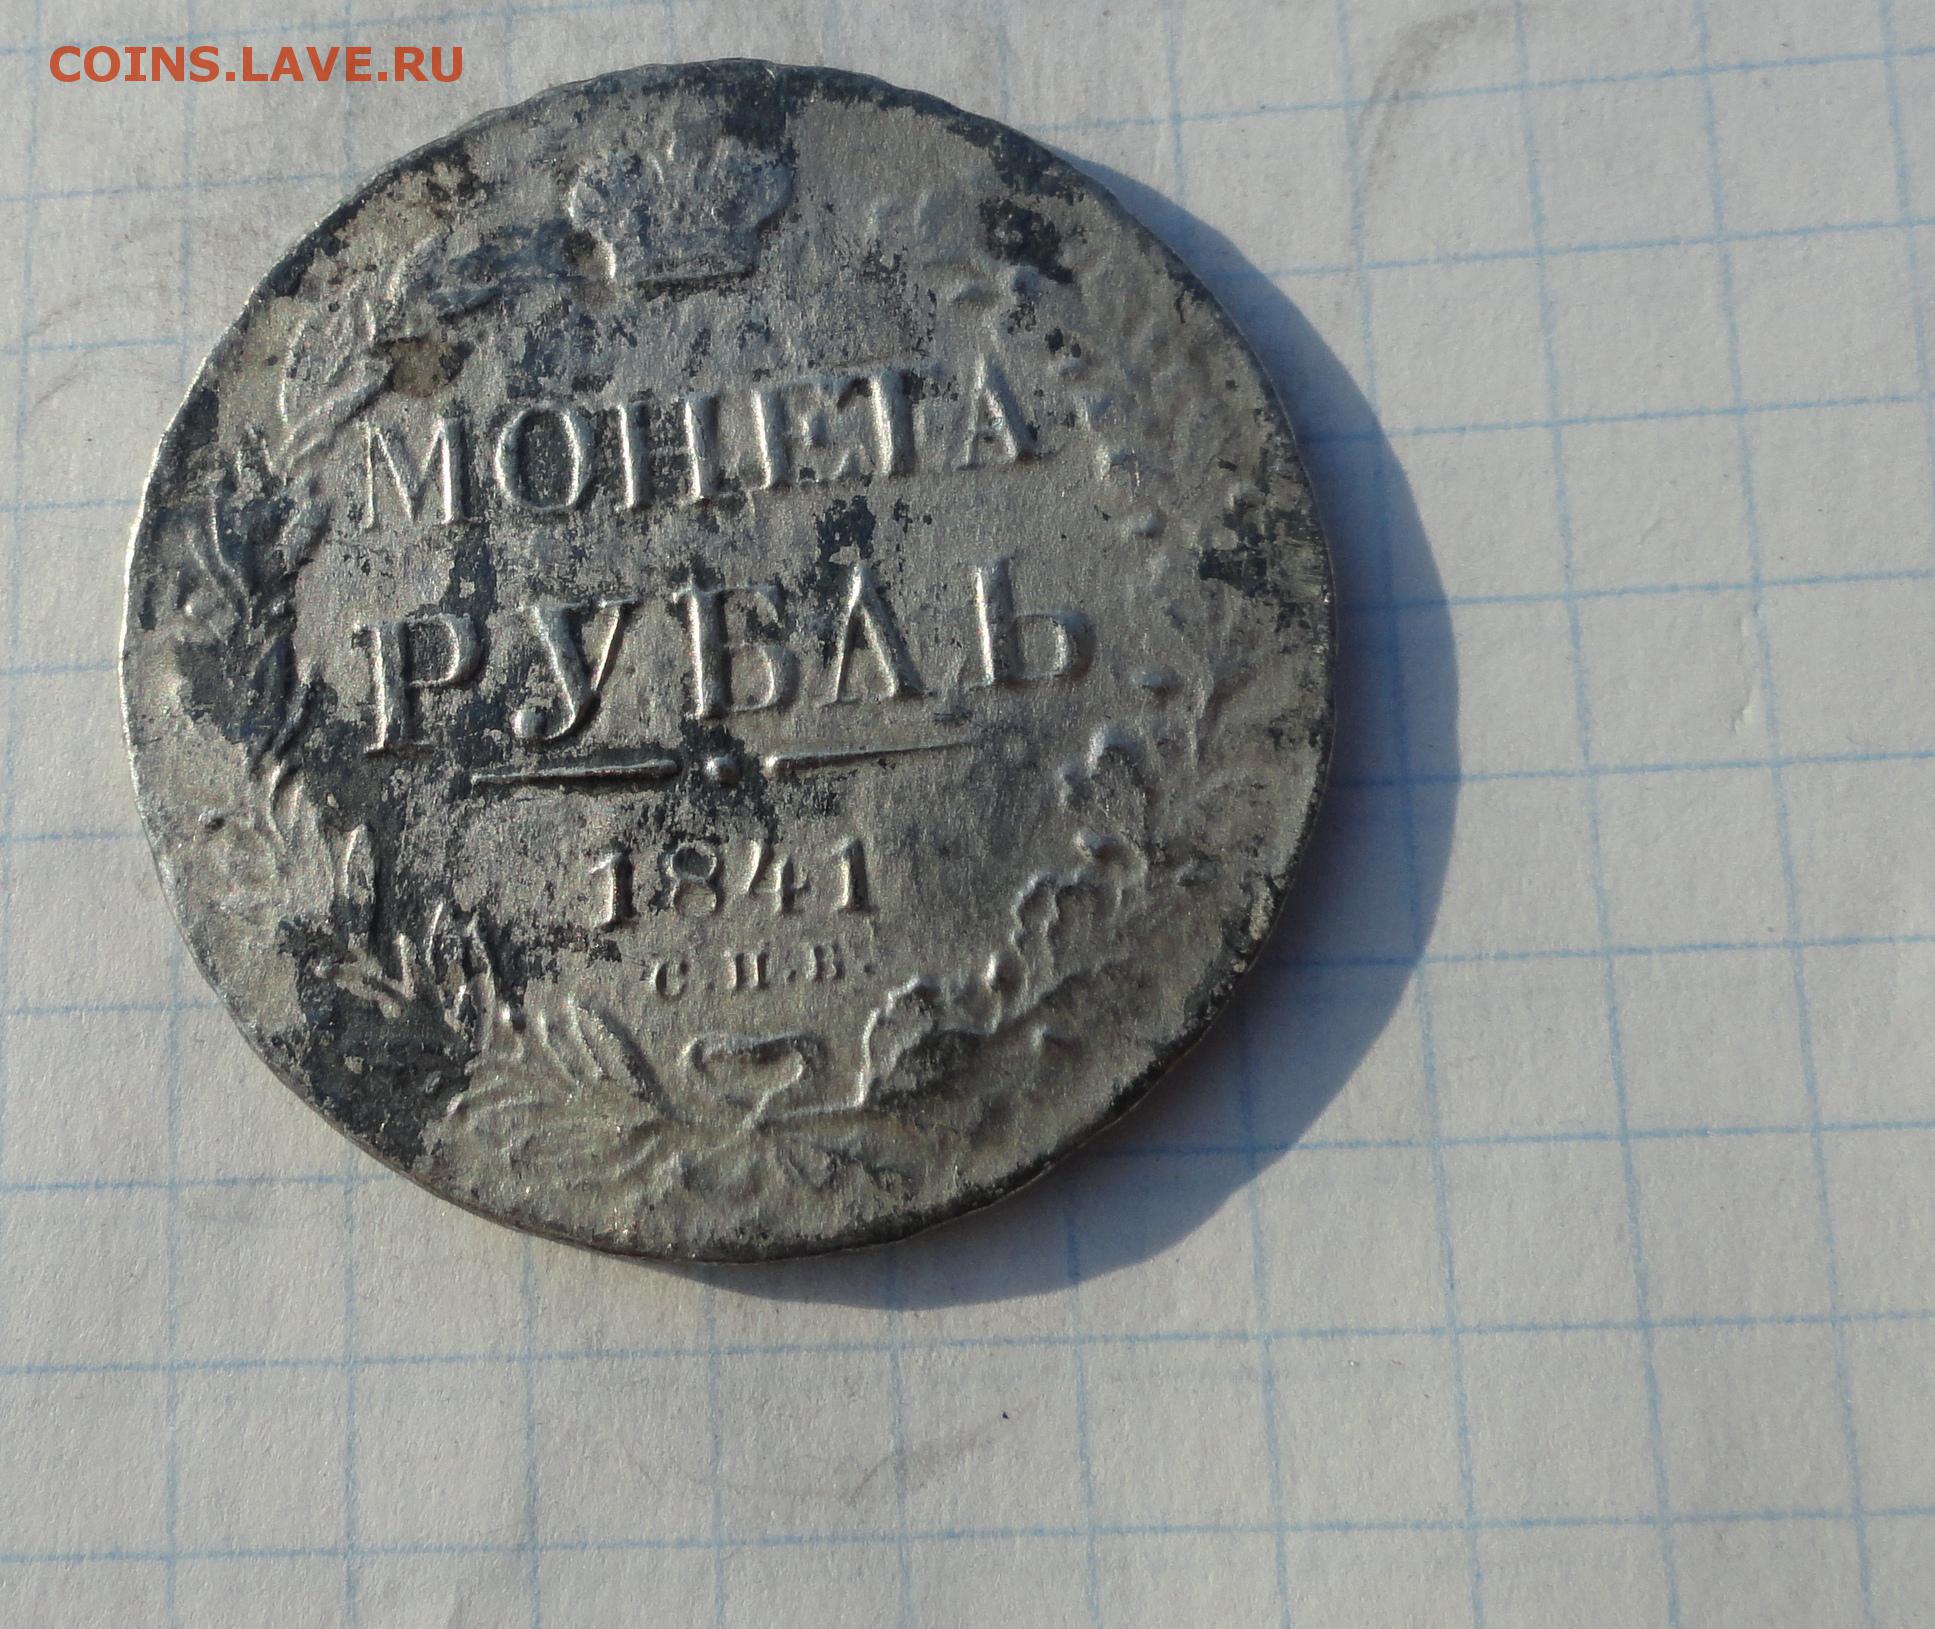 COINS.LAVE.RU
МОНЕТА
РУБЛЬ
1841
С.П.Б.